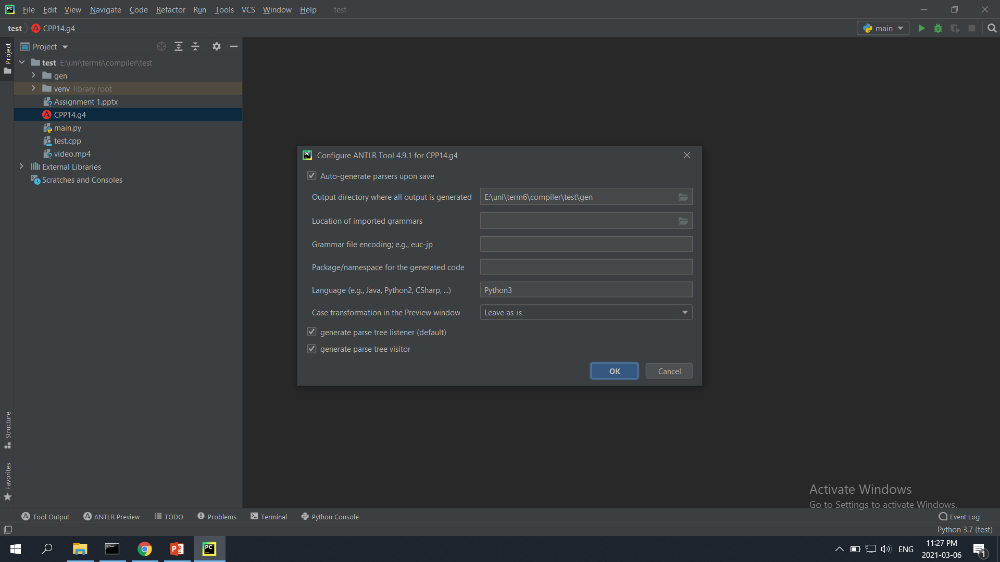 File Edit View Navigate Code Refactor Run Tools VCS Window Help test
test CPP14.g4 main
Project
Project
test E:\uni\term6\compiler\test
gen
venv library root
Assignment 1.pptx
CPP14.g4
main.py
test.cpp
video.mp4
External Libraries
Scratches and Consoles
Configure ANTLR Tool 4.9.1 for CPP14.g4
Auto-generate parsers upon save
Output directory where all output is generated E:\uni\term6\compiler\test\gen
Location of imported grammars
Grammar file encoding; e.g., euc-jp
Package/namespace for the generated code
Language (e.g., Java, Python2, CSharp, ...) Python3
Case transformation in the Preview window Leave as-is
generate parse tree listener (default)
generate parse tree visitor
OK Cancel
Structure
Favorites
Activate Windows
Go to Settings to activate Windows.
Tool Output ANTLR Preview TODO Problems Terminal Python Console Event Log
Python 3.7 (test)
ENG 11:27 PM
2021-03-06
1